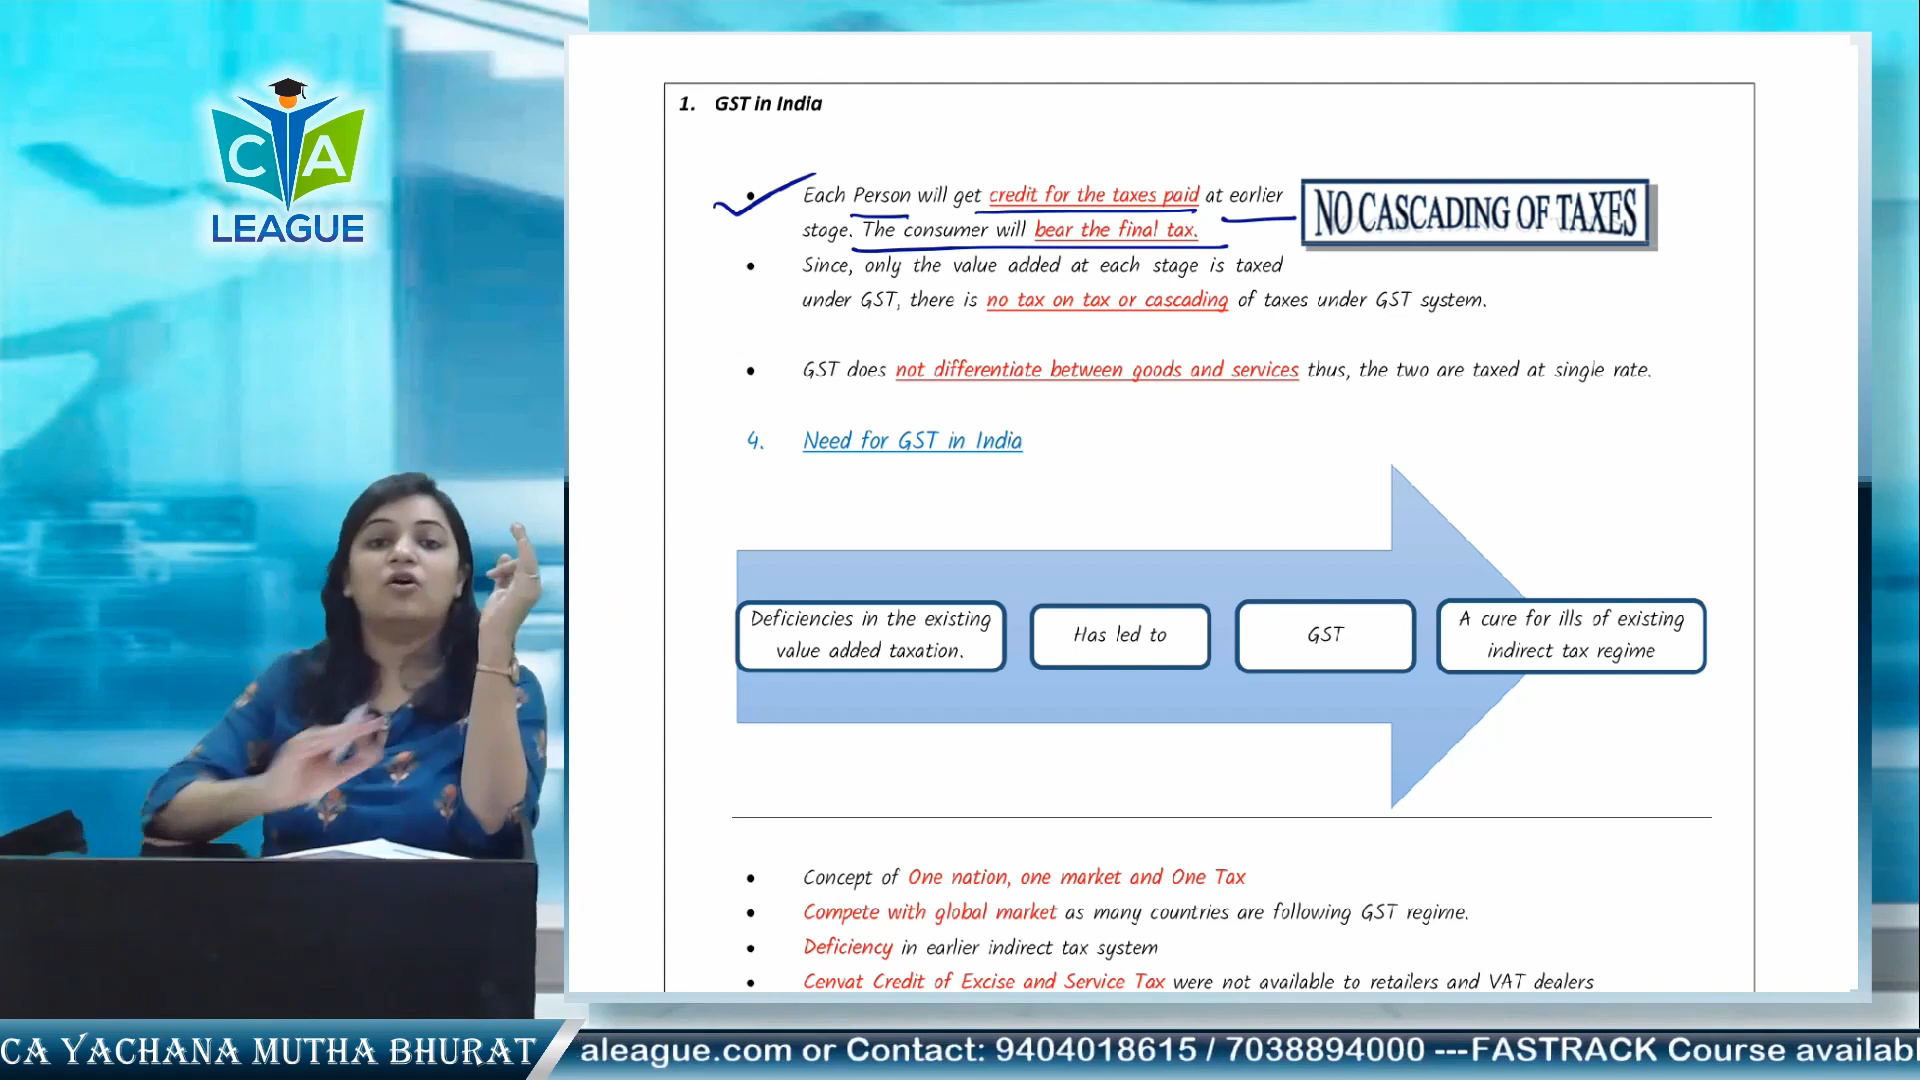 CA
LEAGUE
1. GST in India
• Each Person will get credit for the taxes paid at earlier
stage. The consumer will bear the final tax.
NO CASCADING OF TAXES
• Since, only the value added at each stage is taxed
under GST, there is no tax on tax or cascading of taxes under GST system.
• GST does not differentiate between goods and services thus, the two are taxed at single rate.
4. Need for GST in India
Deficiencies in the existing
value added taxation.
Has led to
GST
A cure for ills of existing
indirect tax regime
• Concept of One nation, one market and One Tax
• Compete with global market as many countries are following GST regime.
• Deficiency in earlier indirect tax system
• Cenvat Credit of Excise and Service Tax were not available to retailers and VAT dealers
CA YACHANA MUTHA BHURAT
aleague.com or Contact: 9404018615 / 7038894000 ---FASTRACK Course availabl